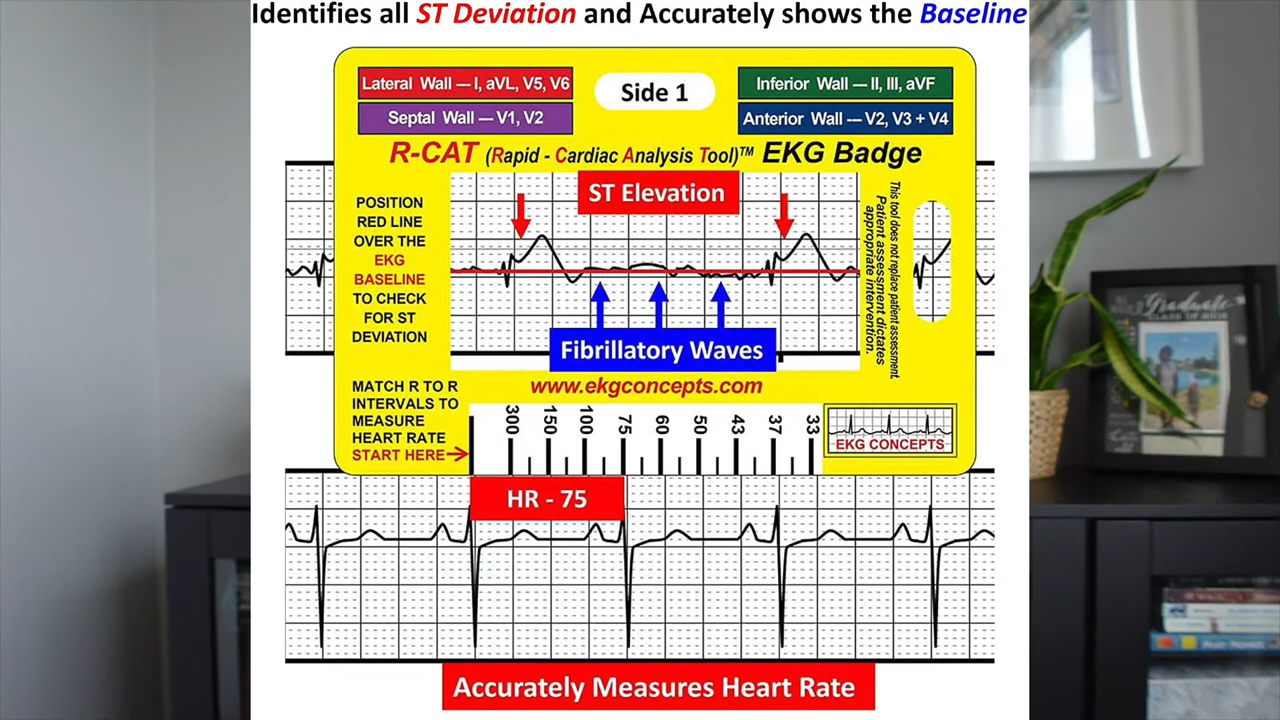 Identifies all ST Deviation and Accurately shows the Baseline
Lateral Wall — I, aVL, V5, V6
Septal Wall — V1, V2
Side 1
Inferior Wall — II, III, aVF
Anterior Wall — V2, V3 + V4
R-CAT (Rapid - Cardiac Analysis Tool)™ EKG Badge
POSITION
RED LINE
OVER THE
EKG
BASELINE
TO CHECK
FOR ST
DEVIATION
ST Elevation
Fibrillatory Waves
This tool does not replace patient assessment.
Patient assessment dictates
appropriate intervention.
www.ekgconcepts.com
MATCH R TO R
INTERVALS TO
MEASURE
HEART RATE
START HERE
300 150 100 75 60 50 43 37 33
EKG CONCEPTS
HR - 75
Accurately Measures Heart Rate
Graduate